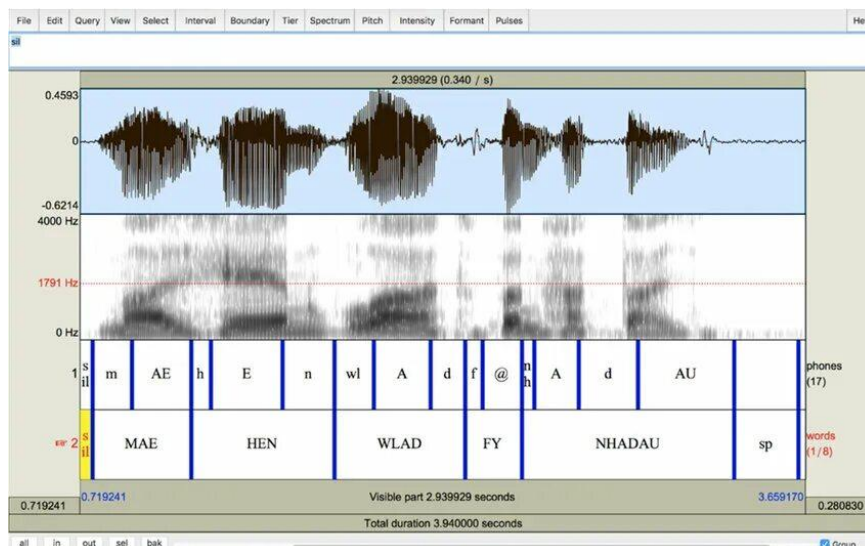 File Edit Query View Select Interval Boundary Tier Spectrum Pitch Intensity Formant Pulses He
sil
2.939929 (0.340 / s)
0.4593
0
-0.6214
4000 Hz
1791 Hz
0 Hz
1 sil m AE h E n wl A d f @ nh A d AU phones
(17)
2 sil MAE HEN WLAD FY NHADAU sp words
(1/8)
0.719241 Visible part 2.939929 seconds 3.659170
0.719241 0.280830
Total duration 3.940000 seconds
all in out sel bak Group